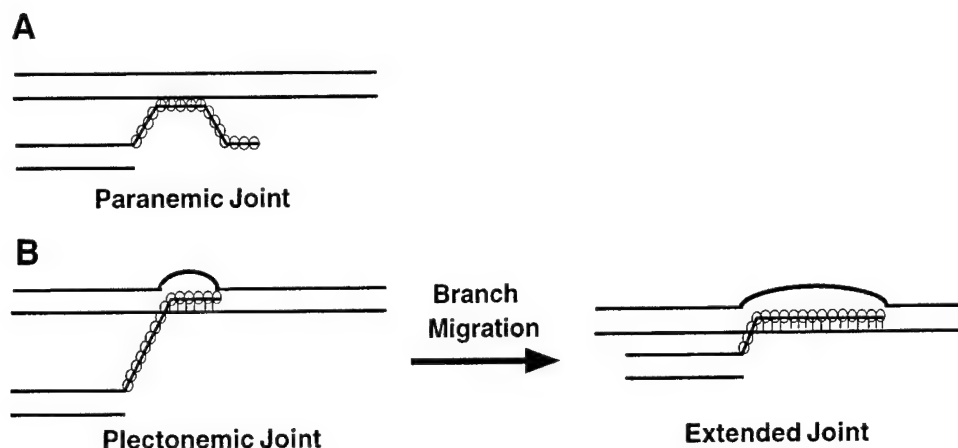 A
Paranemic Joint
B
Branch
Migration
Plectonemic Joint
Extended Joint